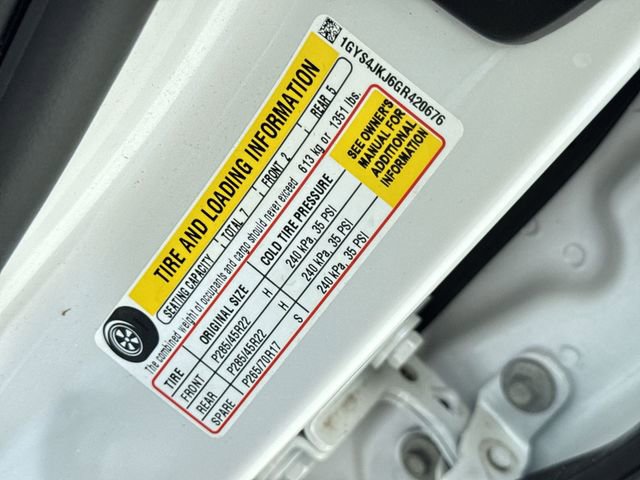 1GYS4JKJ6GR420676
TIRE AND LOADING INFORMATION
SEATING CAPACITY TOTAL 7 FRONT 2 REAR 5
The combined weight of occupants and cargo should never exceed 613 kg or 1351 lbs.
TIRE ORIGINAL SIZE COLD TIRE PRESSURE
FRONT P285/45R22 H 240 kPa, 35 PSI
REAR P285/45R22 H 240 kPa, 35 PSI
SPARE P265/70R17 S 240 kPa, 35 PSI
SEE OWNER'S
MANUAL FOR
ADDITIONAL
INFORMATION